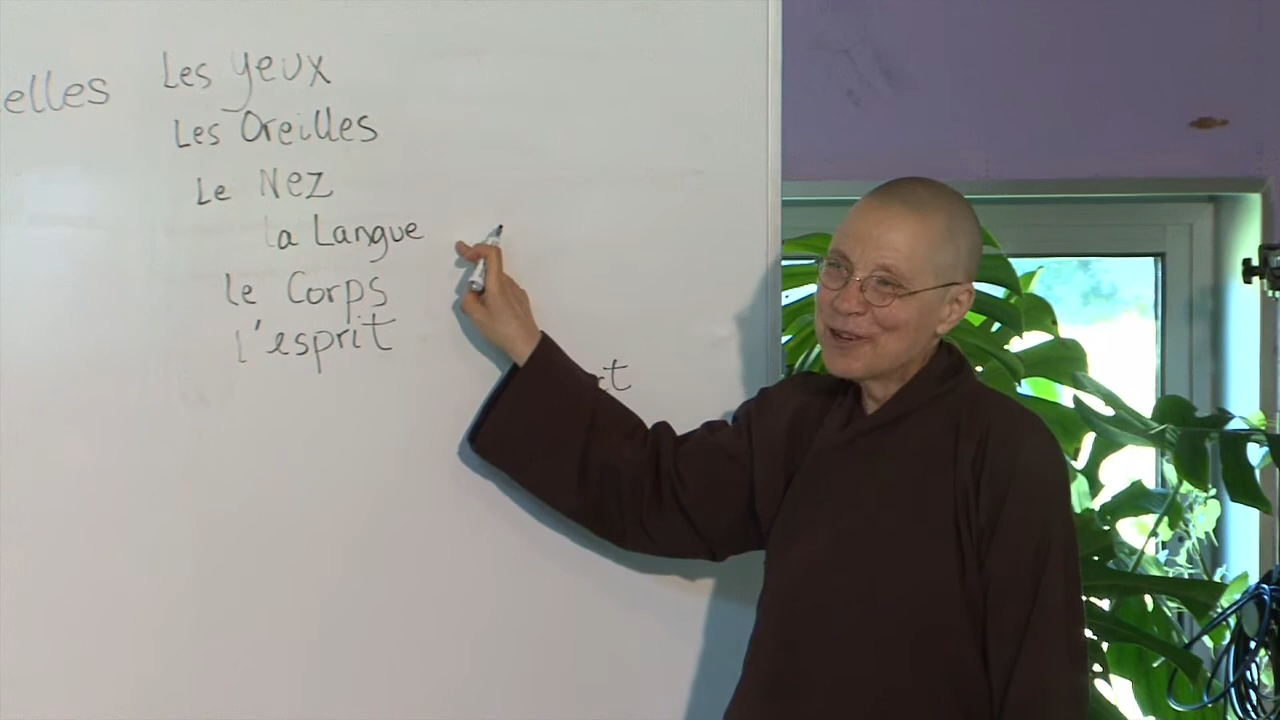 elles
Les yeux
Les Oreilles
Le Nez
la Langue
le Corps
l'esprit